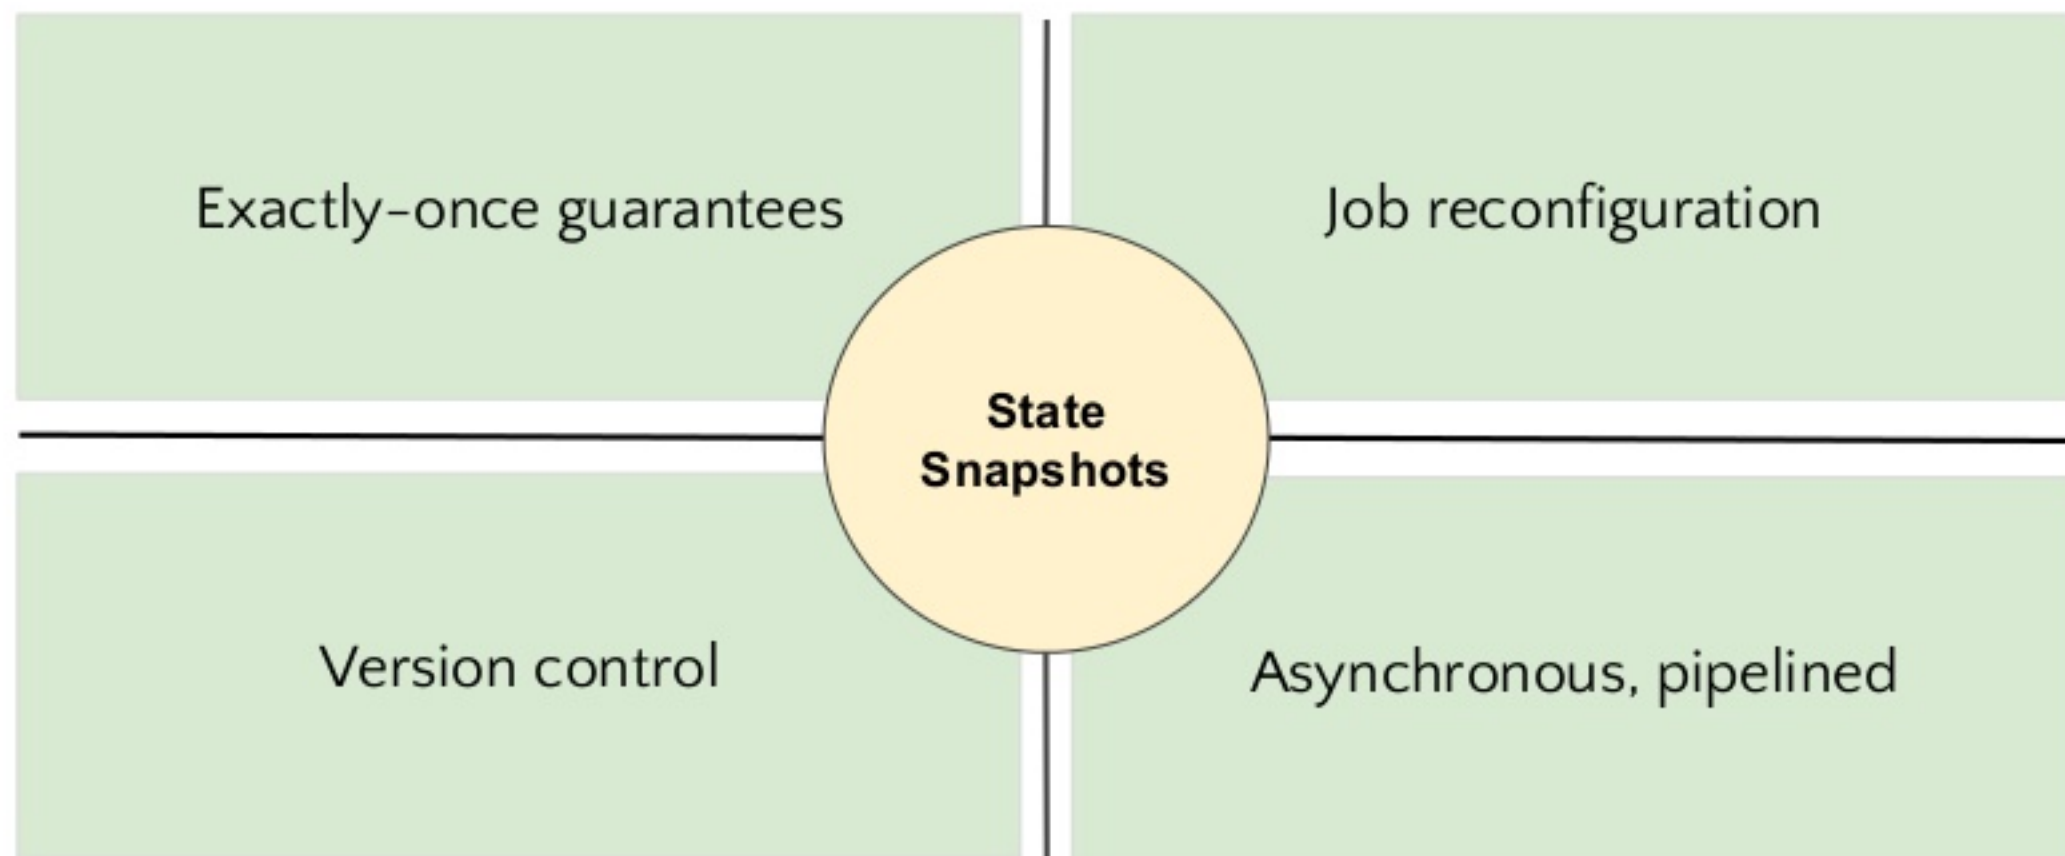 Exactly-once guarantees
Job reconfiguration
State
Snapshots
Version control
Asynchronous, pipelined